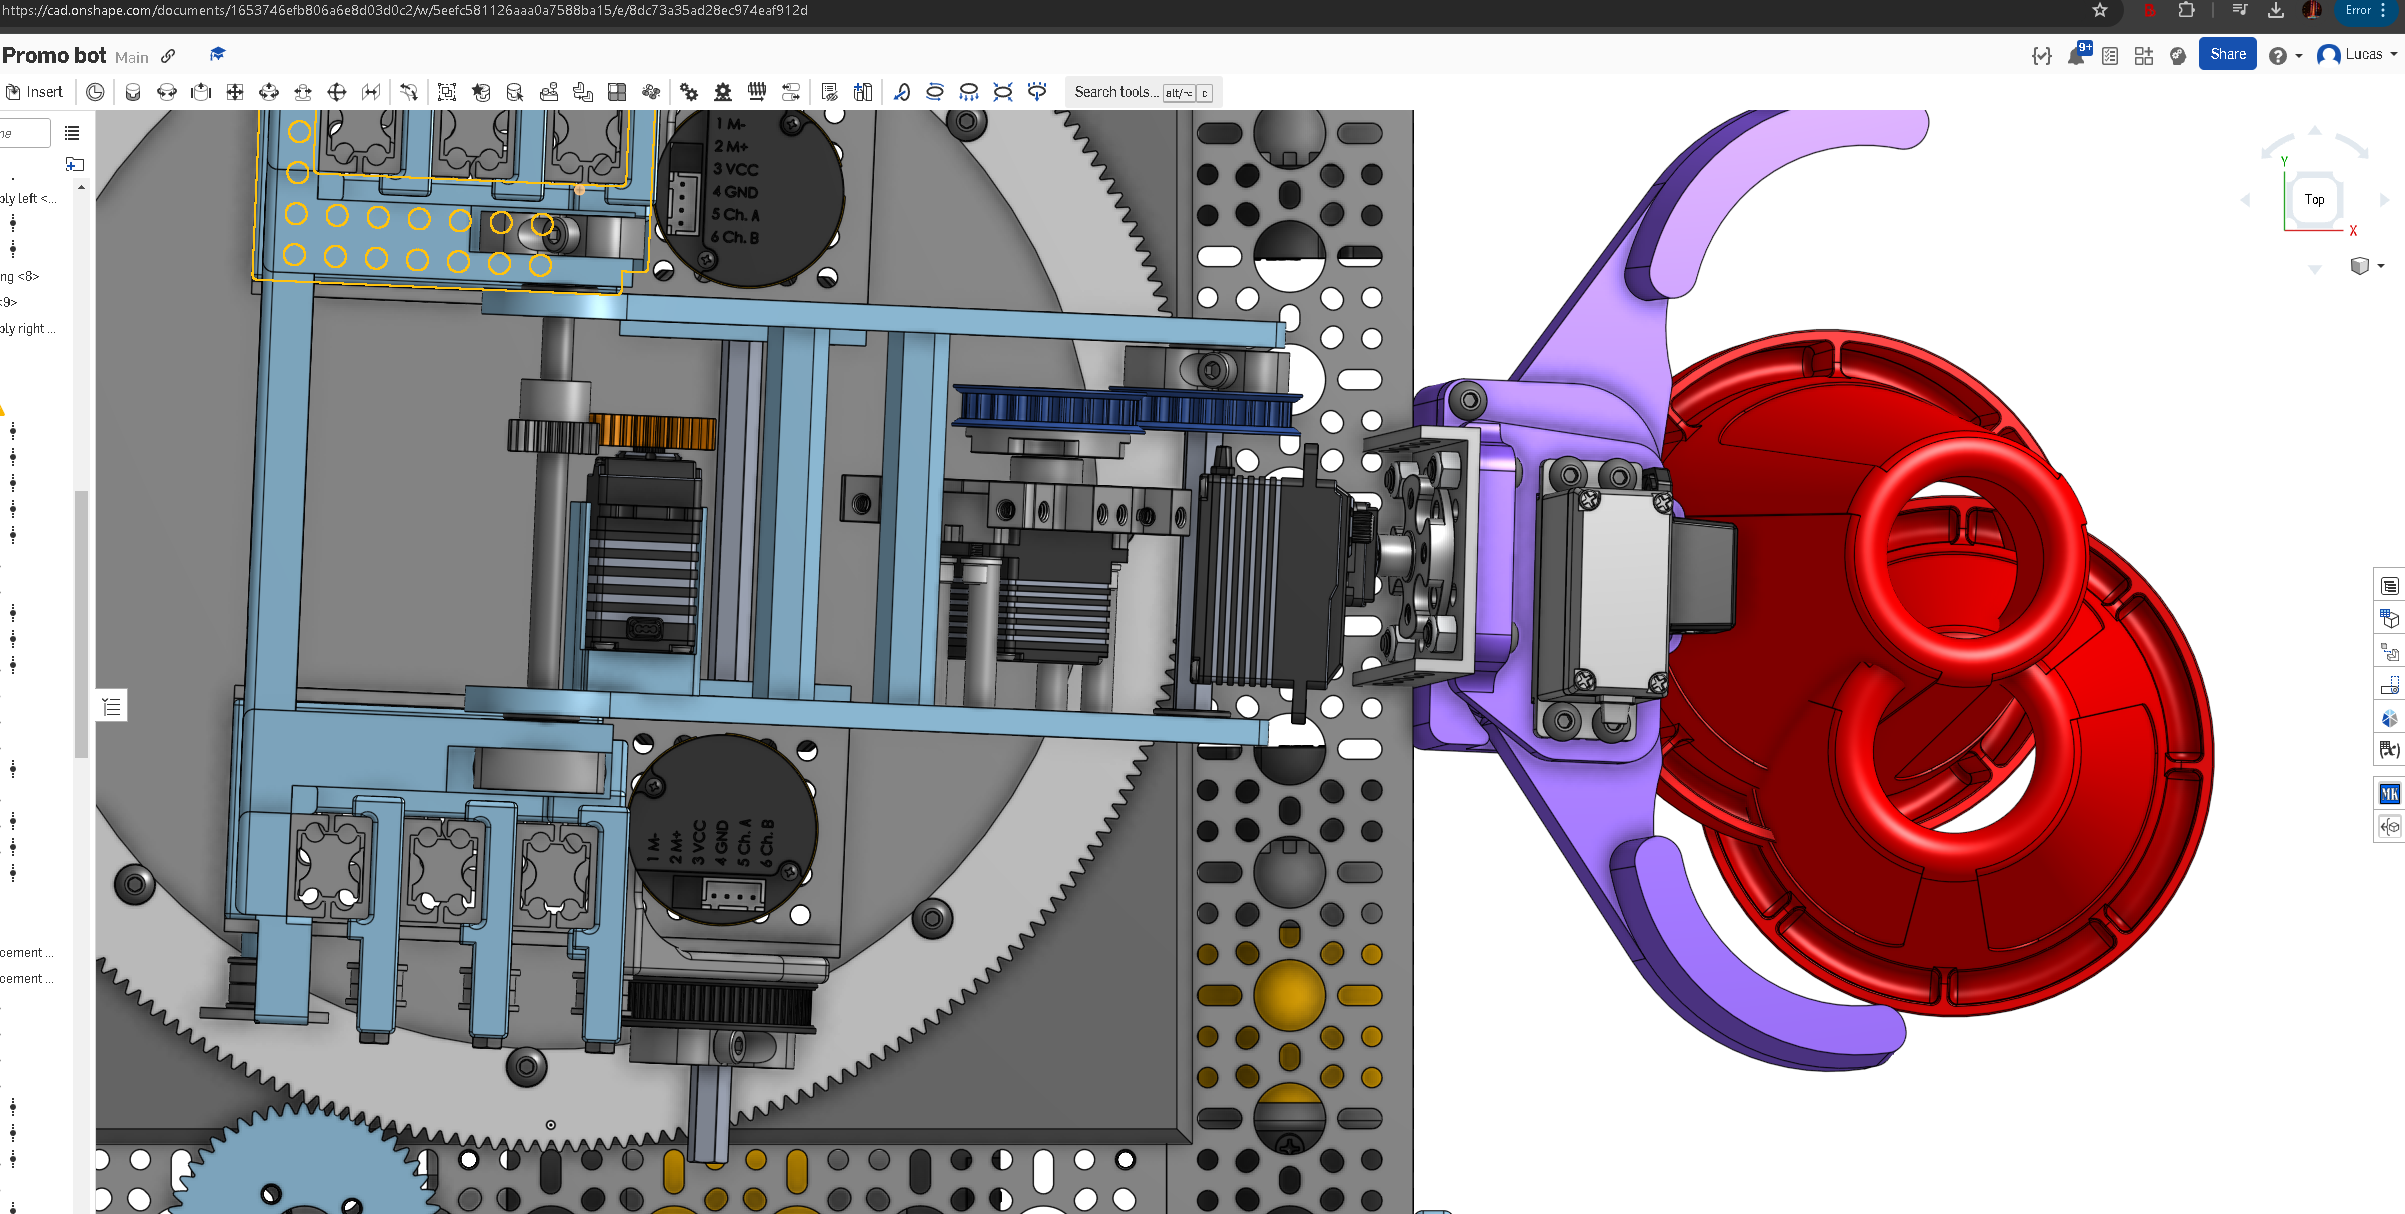 https://cad.onshape.com/documents/1653746efb806a6e8d03d0c2/w/5eefc581126aaa0a7588ba15/e/8dc73a35ad28ec974eaf912d
Error
Promo bot Main
9+
Share
Lucas
Insert
Search tools... alt/⌥ c
ne
bly left <...
ng <8>
<9>
bly right ...
cement ...
cement ...
1 M-
2 M+
3 VCC
4 GND
5 Ch. A
6 Ch. B
1 M-
2 M+
3 VCC
4 GND
5 Ch. A
6 Ch. B
Y
Top
X
MK